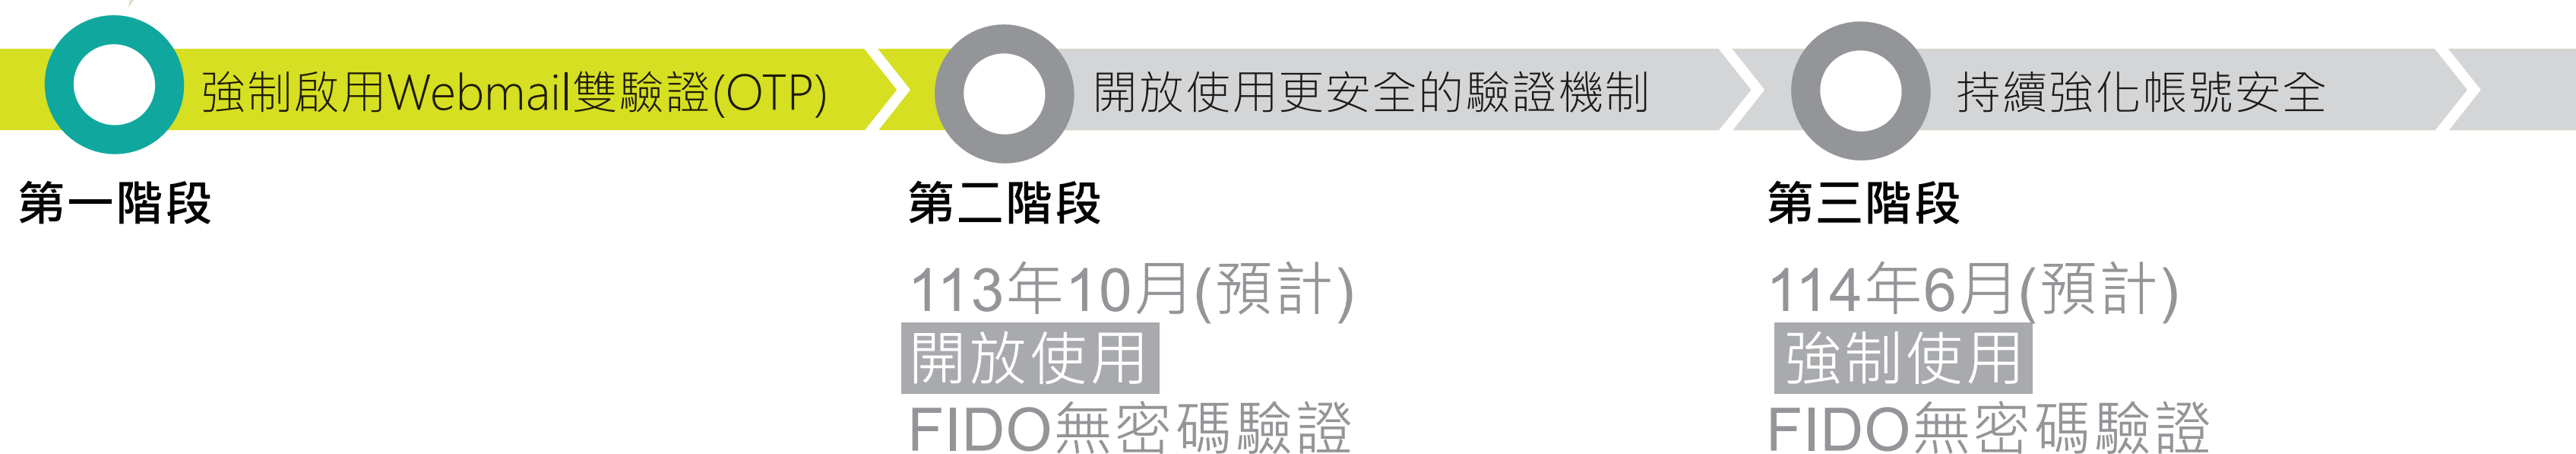 強制啟用Webmail雙驗證(OTP)
開放使用更安全的驗證機制
持續強化帳號安全
第一階段
第二階段
第三階段
113年10月(預計)
開放使用
FIDO無密碼驗證
114年6月(預計)
強制使用
FIDO無密碼驗證